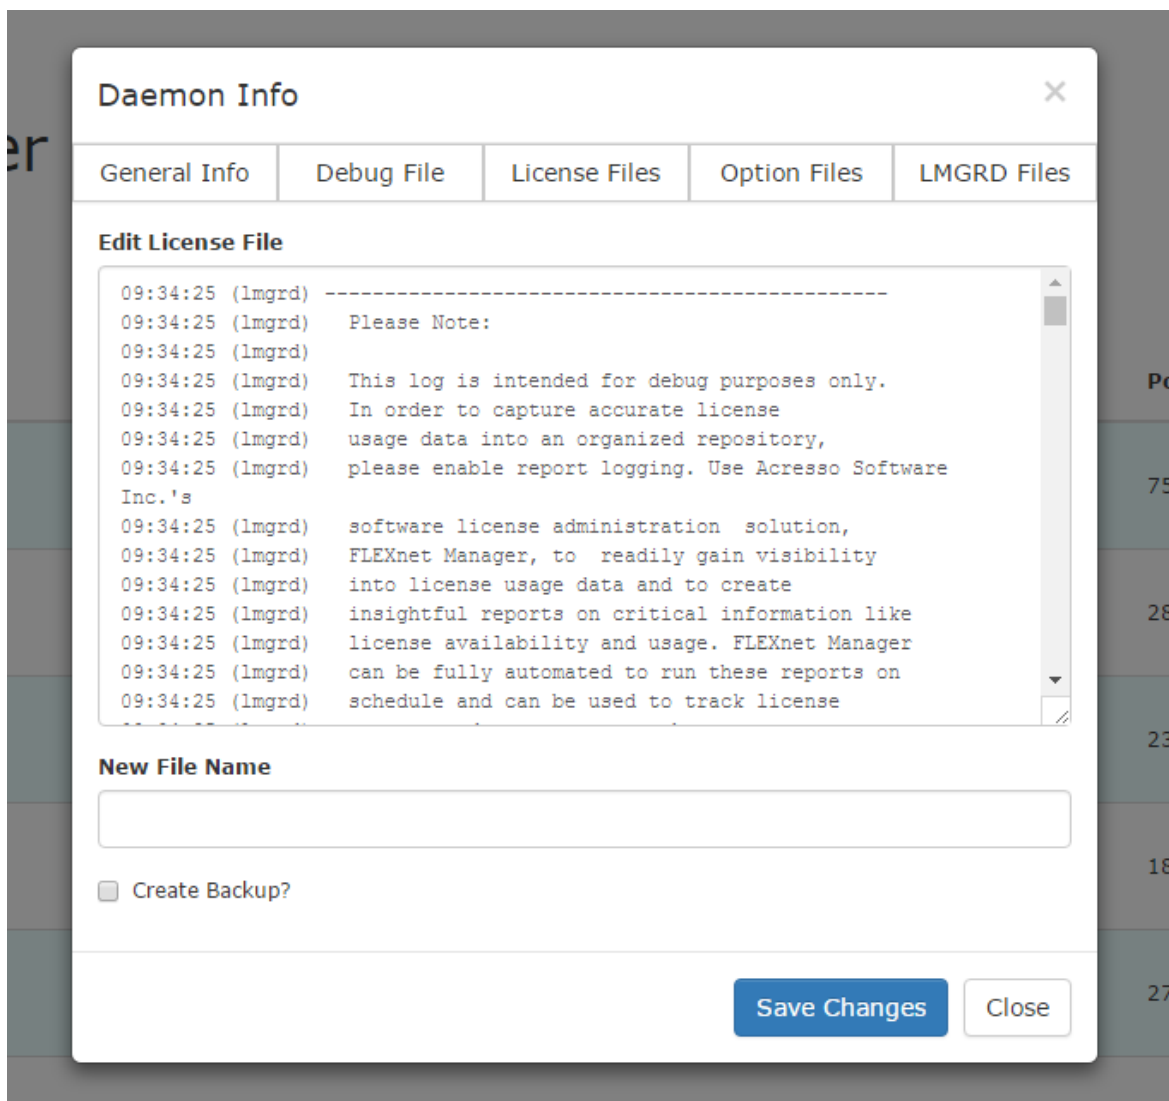 Daemon Info ×
er
General Info Debug File License Files Option Files LMGRD Files
Edit License File
09:34:25 (lmgrd) -----------------------------------------------
09:34:25 (lmgrd) Please Note:
09:34:25 (lmgrd)
09:34:25 (lmgrd) This log is intended for debug purposes only.
09:34:25 (lmgrd) In order to capture accurate license
09:34:25 (lmgrd) usage data into an organized repository,
09:34:25 (lmgrd) please enable report logging. Use Acresso Software
Inc.'s
09:34:25 (lmgrd) software license administration  solution,
09:34:25 (lmgrd) FLEXnet Manager, to  readily gain visibility
09:34:25 (lmgrd) into license usage data and to create
09:34:25 (lmgrd) insightful reports on critical information like
09:34:25 (lmgrd) license availability and usage. FLEXnet Manager
09:34:25 (lmgrd) can be fully automated to run these reports on
09:34:25 (lmgrd) schedule and can be used to track license
Po
75
28
23
18
27
New File Name
Create Backup?
Save Changes Close